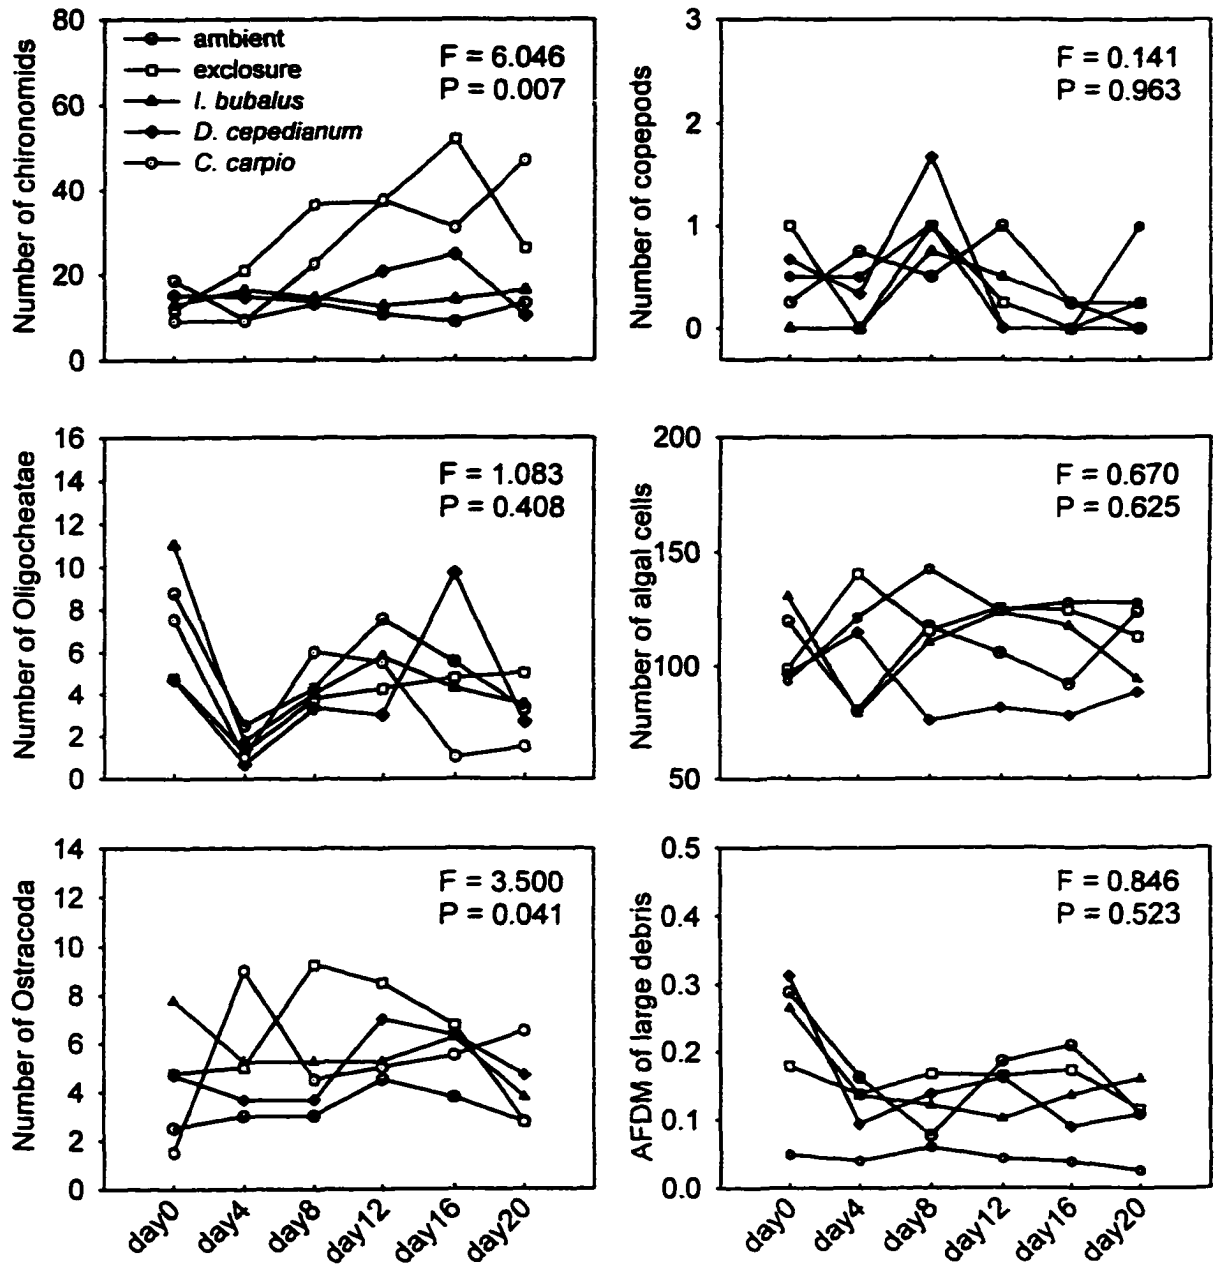 Number of chironomids
80
60
40
20
0
ambient
exclosure
I. bubalus
D. cepedianum
C. carpio
F = 6.046
P = 0.007
Number of copepods
3
2
1
0
F = 0.141
P = 0.963
Number of Oligocheatae
16
14
12
10
8
6
4
2
0
F = 1.083
P = 0.408
Number of algal cells
200
150
100
50
F = 0.670
P = 0.625
Number of Ostracoda
14
12
10
8
6
4
2
0
F = 3.500
P = 0.041
day0
day4
day8
day12
day16
day20
AFDM of large debris
0.5
0.4
0.3
0.2
0.1
0.0
F = 0.846
P = 0.523
day0
day4
day8
day12
day16
day20